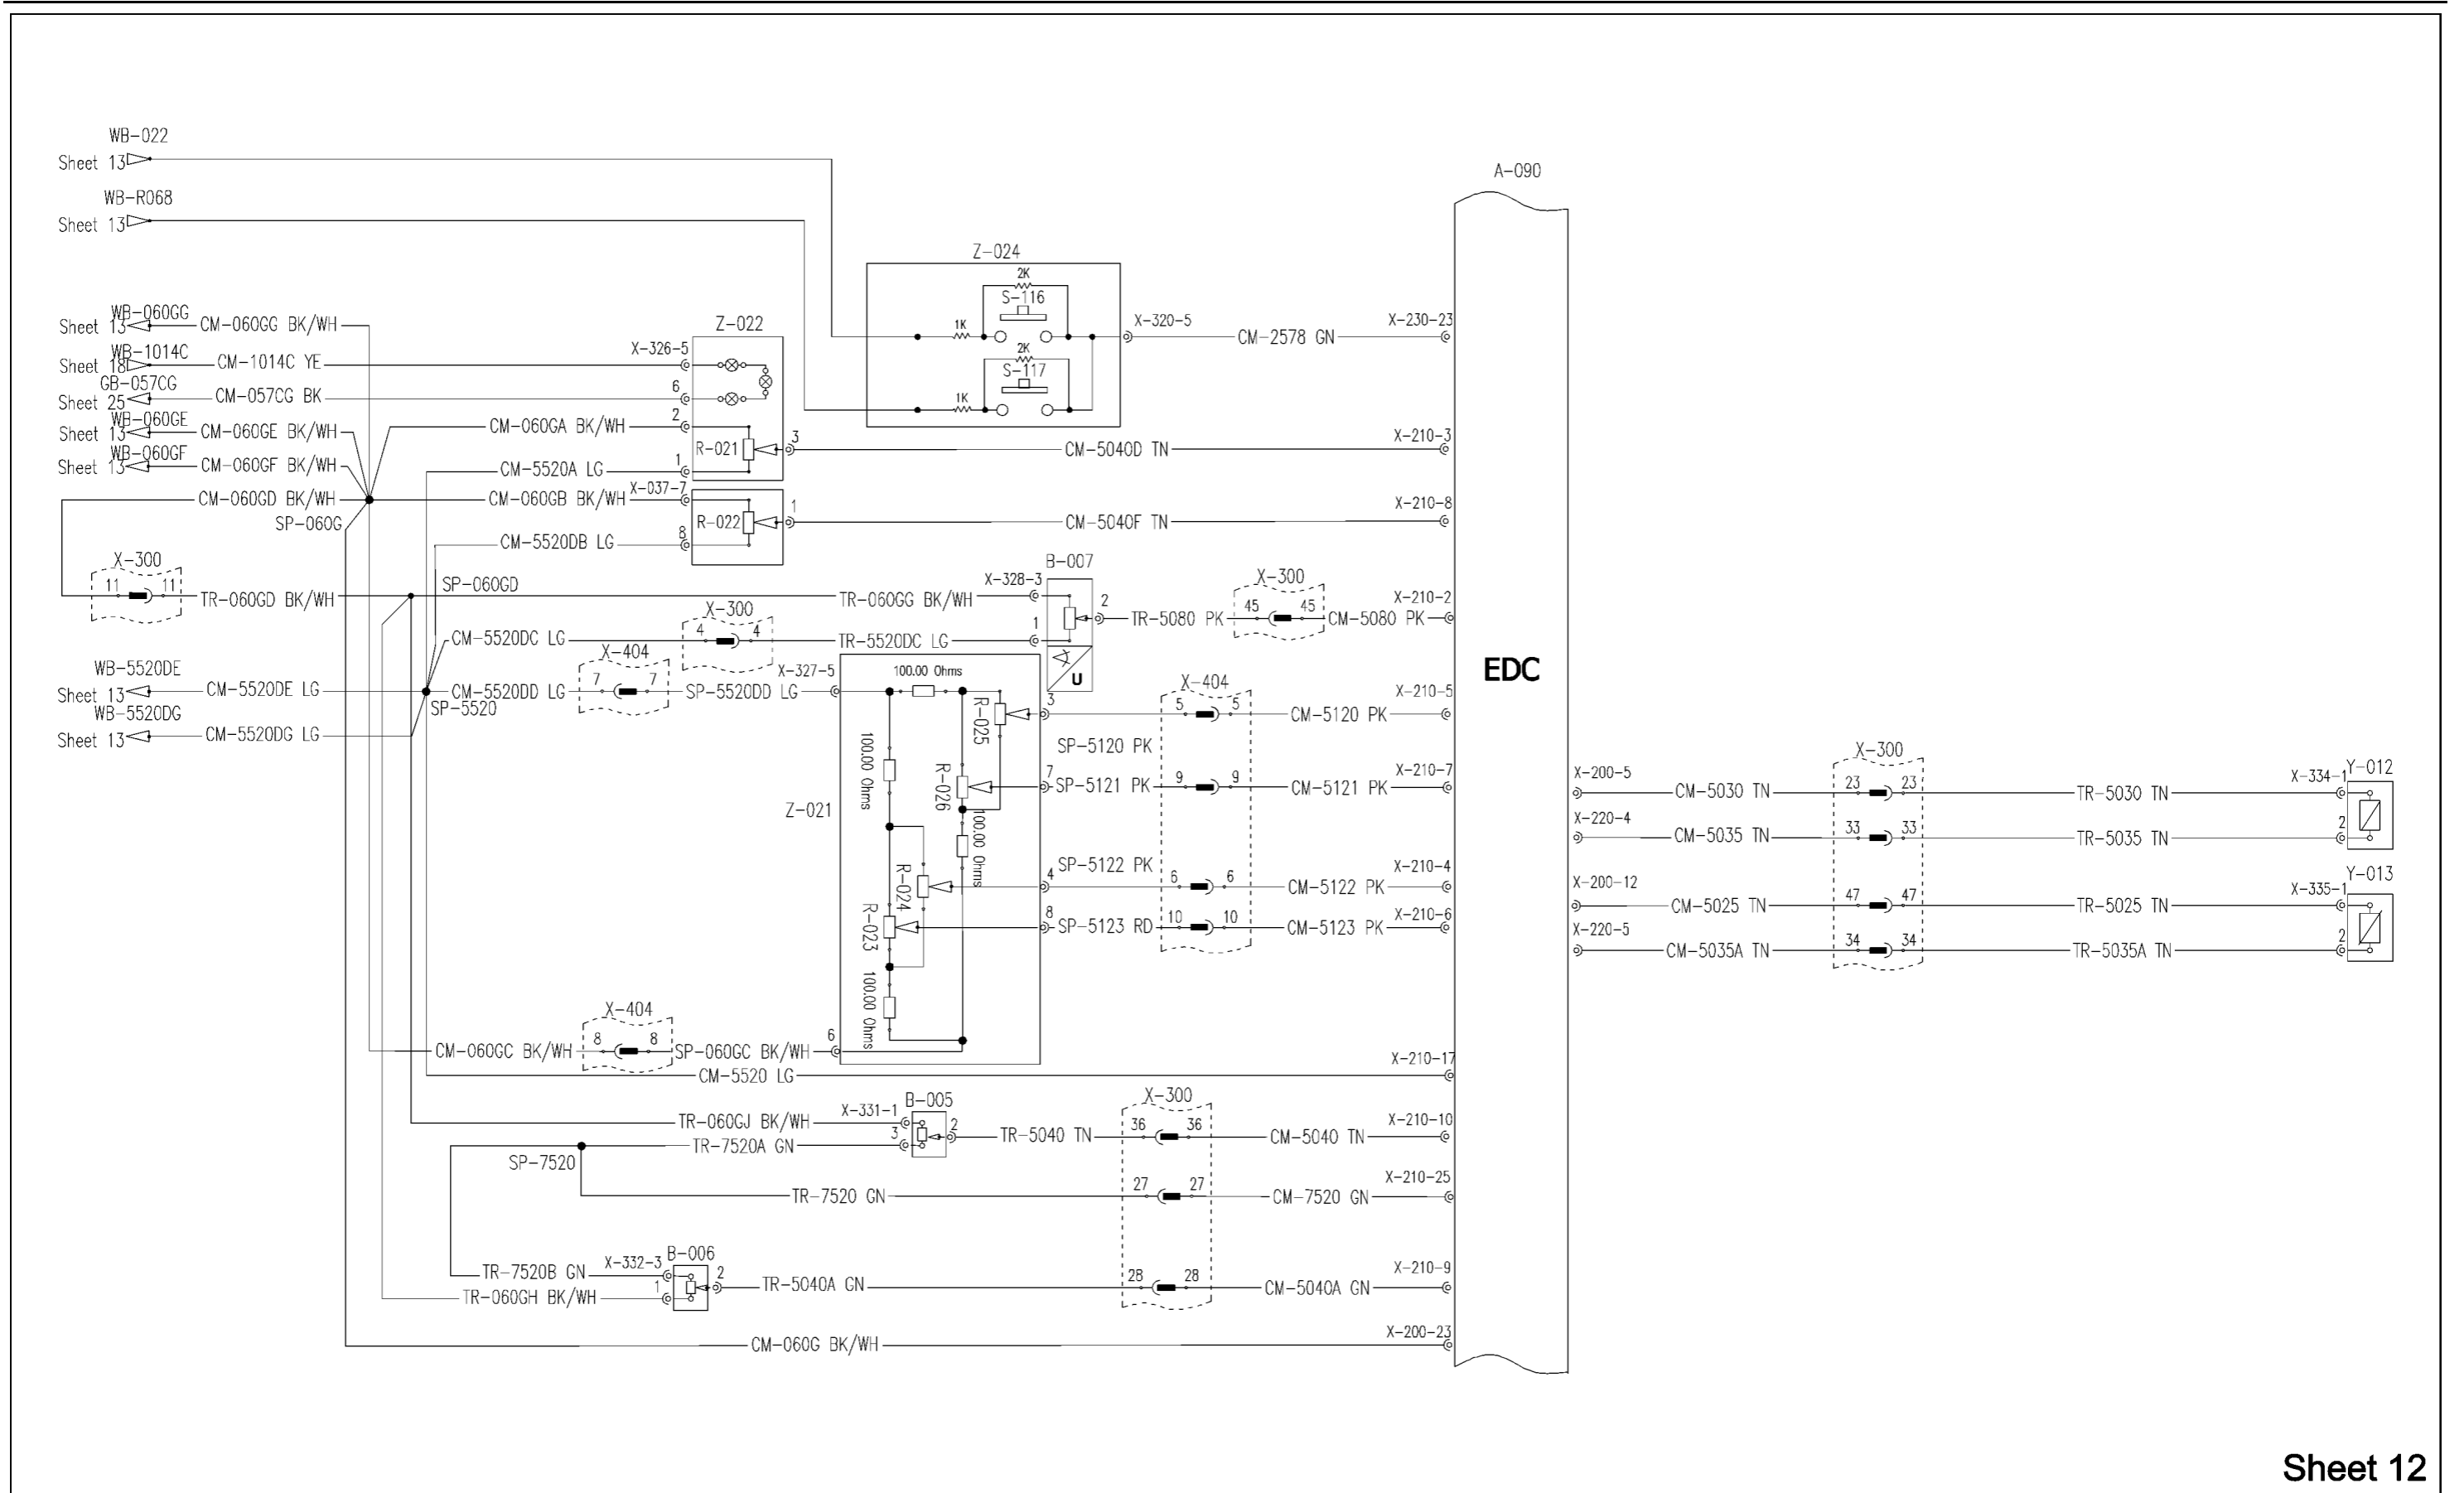 WB-022
Sheet 13
A-090
WB-R068
Sheet 13
Z-024
2K
S-116
1K
X-320-5
CM-2578 GN
X-230-23
2K
S-117
1K
WB-060GG
Sheet 13
CM-060GG BK/WH
Z-022
WB-1014C
Sheet 18
CM-1014C YE
X-326-5
GB-057CG
Sheet 25
CM-057CG BK
6
WB-060GE
Sheet 13
CM-060GE BK/WH
CM-060GA BK/WH
2
R-021
3
CM-5040D TN
X-210-3
WB-060GF
Sheet 13
CM-060GF BK/WH
CM-5520A LG
1
CM-060GD BK/WH
SP-060G
CM-060GB BK/WH
X-037-7
R-022
1
CM-5040F TN
X-210-8
CM-5520DB LG
8
X-300
11 11
TR-060GD BK/WH
SP-060GD
TR-060GG BK/WH
X-328-3
B-007
2
TR-5080 PK
X-300
45 45
CM-5080 PK
X-210-2
CM-5520DC LG
X-300
4 4
TR-5520DC LG
1
U
EDC
WB-5520DE
Sheet 13
CM-5520DE LG
SP-5520
CM-5520DD LG
X-404
7 7
SP-5520DD LG
X-327-5
100.00 Ohms
R-025
3
X-404
5 5
CM-5120 PK
X-210-5
SP-5120 PK
WB-5520DG
Sheet 13
CM-5520DG LG
100.00 Ohms
R-026
7
SP-5121 PK
9 9
CM-5121 PK
X-210-7
Z-021
100.00 Ohms
R-024
4
SP-5122 PK
6 6
CM-5122 PK
X-210-4
R-023
8
SP-5123 RD
10 10
CM-5123 PK
X-210-6
100.00 Ohms
X-200-5
CM-5030 TN
X-300
23 23
TR-5030 TN
X-334-1
Y-012
X-220-4
CM-5035 TN
33 33
TR-5035 TN
2
X-200-12
CM-5025 TN
47 47
TR-5025 TN
X-335-1
Y-013
X-220-5
CM-5035A TN
34 34
TR-5035A TN
2
CM-060GC BK/WH
X-404
8 8
SP-060GC BK/WH
6
CM-5520 LG
X-210-17
TR-060GJ BK/WH
X-331-1
B-005
2
TR-5040 TN
X-300
36 36
CM-5040 TN
X-210-10
SP-7520
TR-7520A GN
3
TR-7520 GN
27 27
CM-7520 GN
X-210-25
TR-7520B GN
X-332-3
B-006
2
TR-5040A GN
28 28
CM-5040A GN
X-210-9
TR-060GH BK/WH
1
CM-060G BK/WH
X-200-23
Sheet 12